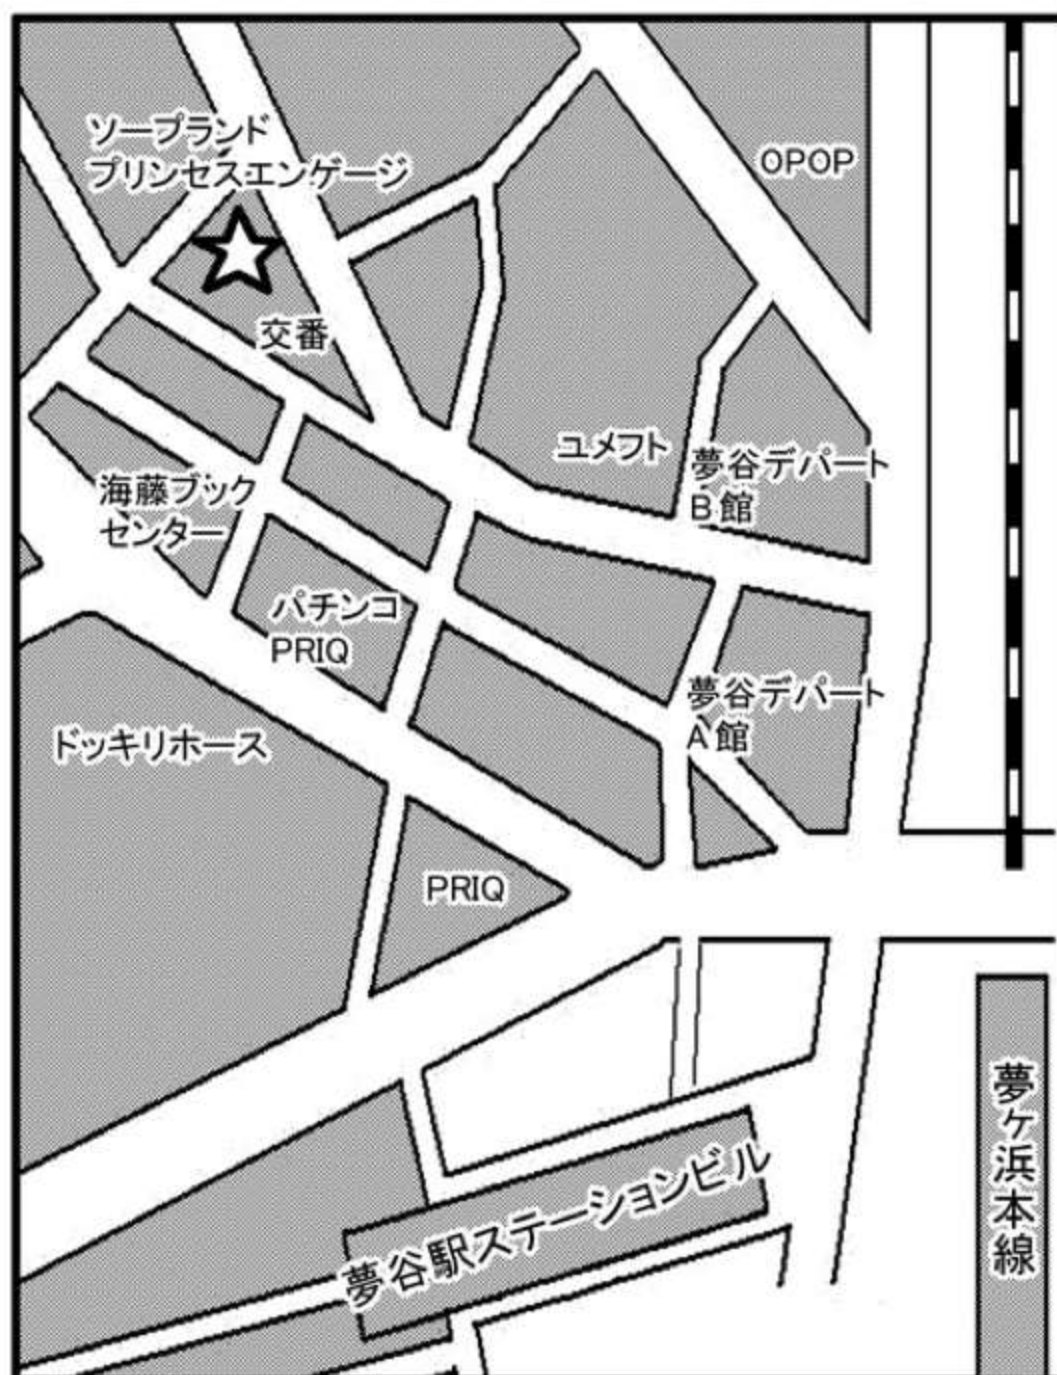 ソープランド
プリンセスエンゲージ
OPOP
交番
ユメフト
夢谷デパート
B館
海藤ブック
センター
パチンコ
PRIQ
夢谷デパート
A館
ドッキリホース
PRIQ
夢谷駅ステーションビル
夢ヶ浜本線